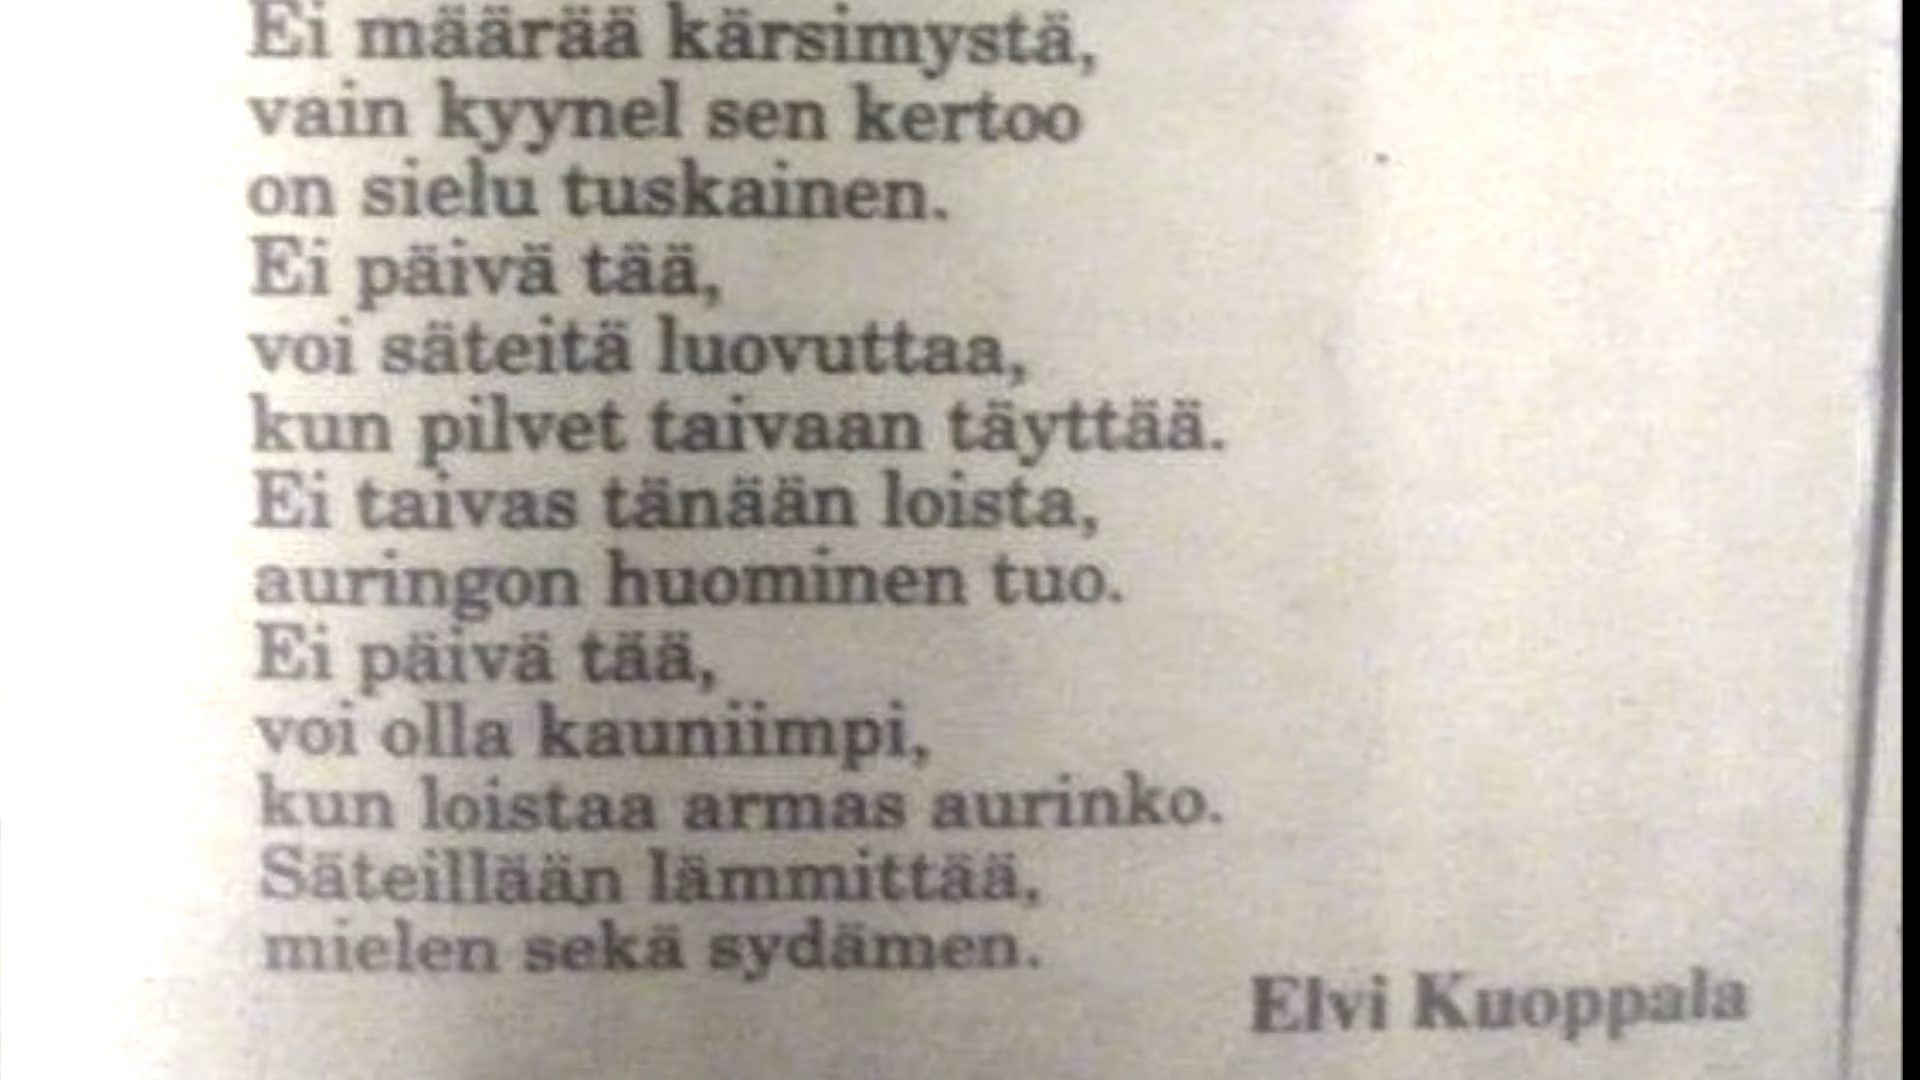 Ei määrää kärsimystä,
vain kyynel sen kertoo
on sielu tuskainen.
Ei päivä tää,
voi säteitä luovuttaa,
kun pilvet taivaan täyttää.
Ei taivas tänään loista,
auringon huominen tuo.
Ei päivä tää,
voi olla kauniimpi,
kun loistaa armas aurinko.
Säteillään lämmittää,
mielen sekä sydämen.
Elvi Kuoppala